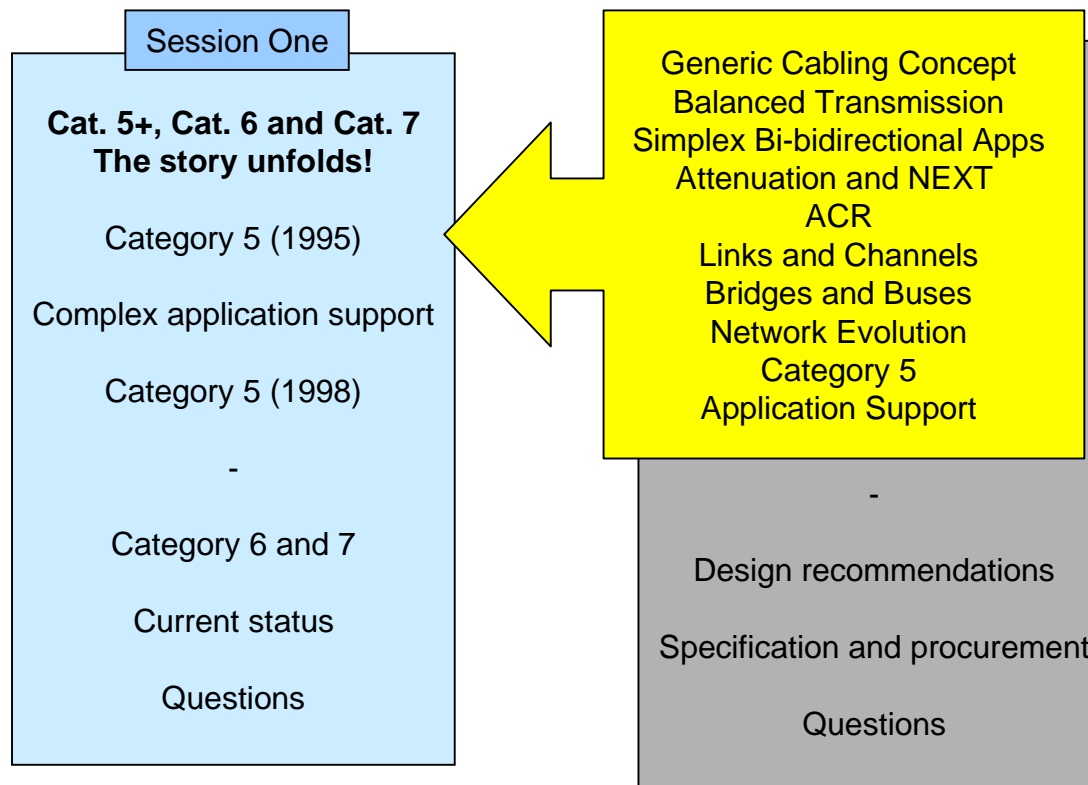 Session One
Cat. 5+, Cat. 6 and Cat. 7
The story unfolds!
Category 5 (1995)
Complex application support
Category 5 (1998)
-
Category 6 and 7
Current status
Questions
Generic Cabling Concept
Balanced Transmission
Simplex Bi-bidirectional Apps
Attenuation and NEXT
ACR
Links and Channels
Bridges and Buses
Network Evolution
Category 5
Application Support
-
Design recommendations
Specification and procurement
Questions